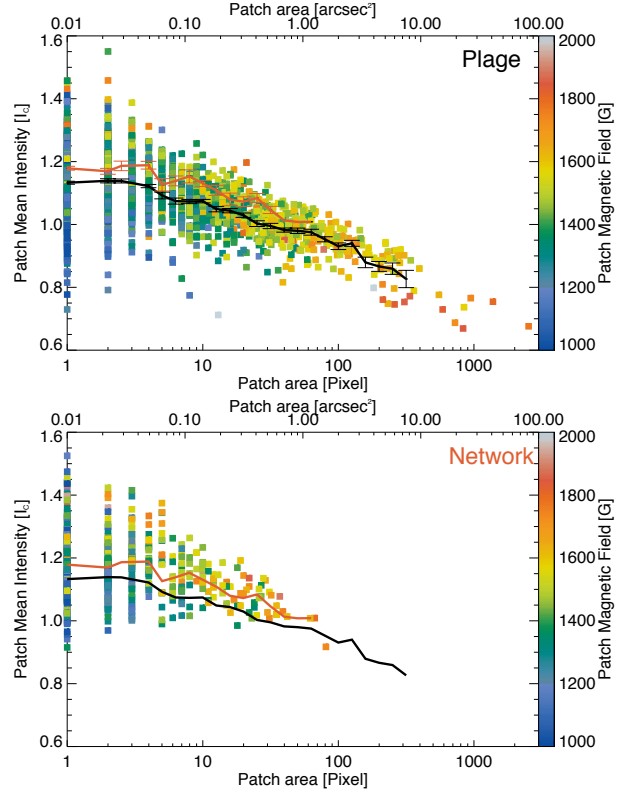 Patch area [arcsec²]
0.01 0.10 1.00 10.00 100.00
1.6 Plage 2000
1.4 1800
1.2 1600
1.0 1400
0.8 1200
0.6 1000
Patch Mean Intensity [I_c]
Patch Magnetic Field [G]
1 10 100 1000
Patch area [Pixel]
Patch area [arcsec²]
0.01 0.10 1.00 10.00 100.00
1.6 Network 2000
1.4 1800
1.2 1600
1.0 1400
0.8 1200
0.6 1000
Patch Mean Intensity [I_c]
Patch Magnetic Field [G]
1 10 100 1000
Patch area [Pixel]